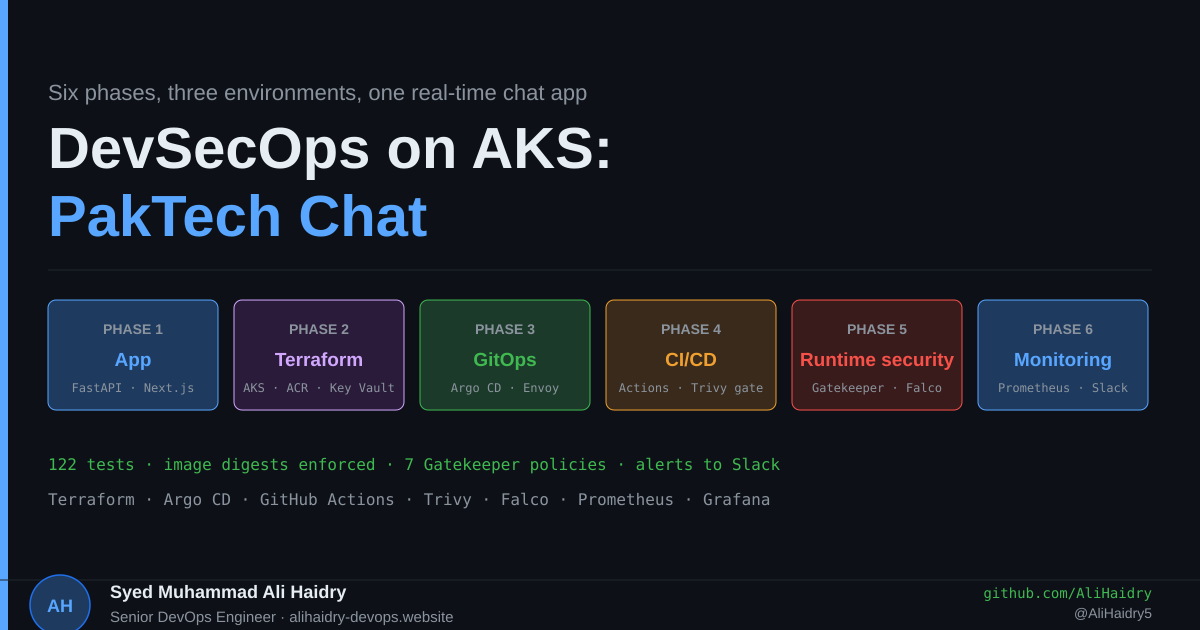 Six phases, three environments, one real-time chat app
DevSecOps on AKS:
PakTech Chat
PHASE 1
App
FastAPI · Next.js
PHASE 2
Terraform
AKS · ACR · Key Vault
PHASE 3
GitOps
Argo CD · Envoy
PHASE 4
CI/CD
Actions · Trivy gate
PHASE 5
Runtime security
Gatekeeper · Falco
PHASE 6
Monitoring
Prometheus · Slack
122 tests · image digests enforced · 7 Gatekeeper policies · alerts to Slack
Terraform · Argo CD · GitHub Actions · Trivy · Falco · Prometheus · Grafana
AH
Syed Muhammad Ali Haidry
Senior DevOps Engineer · alihaidry-devops.website
github.com/AliHaidry
@AliHaidry5